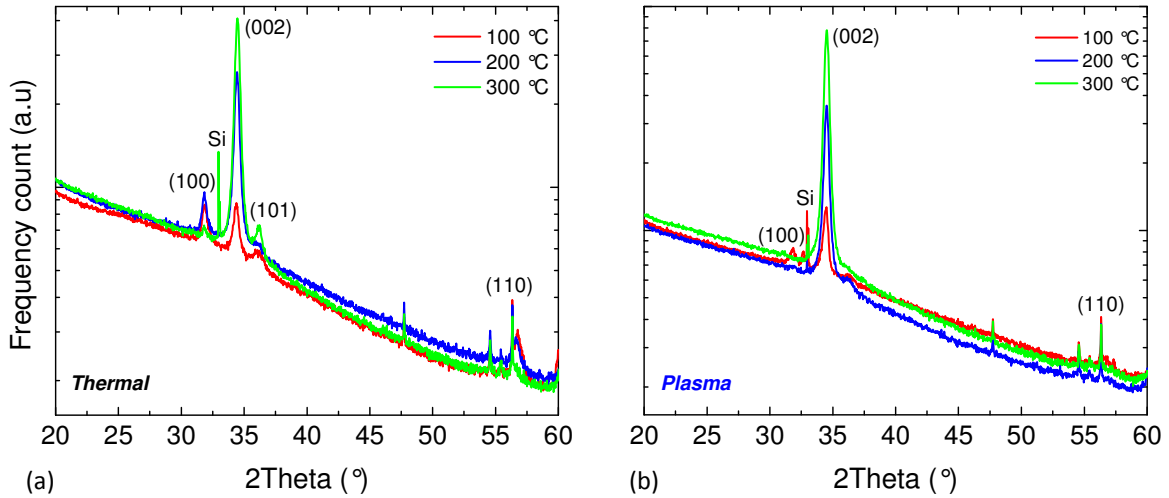 Frequency count (a.u)
(002)
100 °C
200 °C
300 °C
Si
(100)
(101)
(110)
Thermal
20 25 30 35 40 45 50 55 60
(a)
2Theta (°)
(002)
100 °C
200 °C
300 °C
Si
(100)
(110)
Plasma
20 25 30 35 40 45 50 55 60
(b)
2Theta (°)